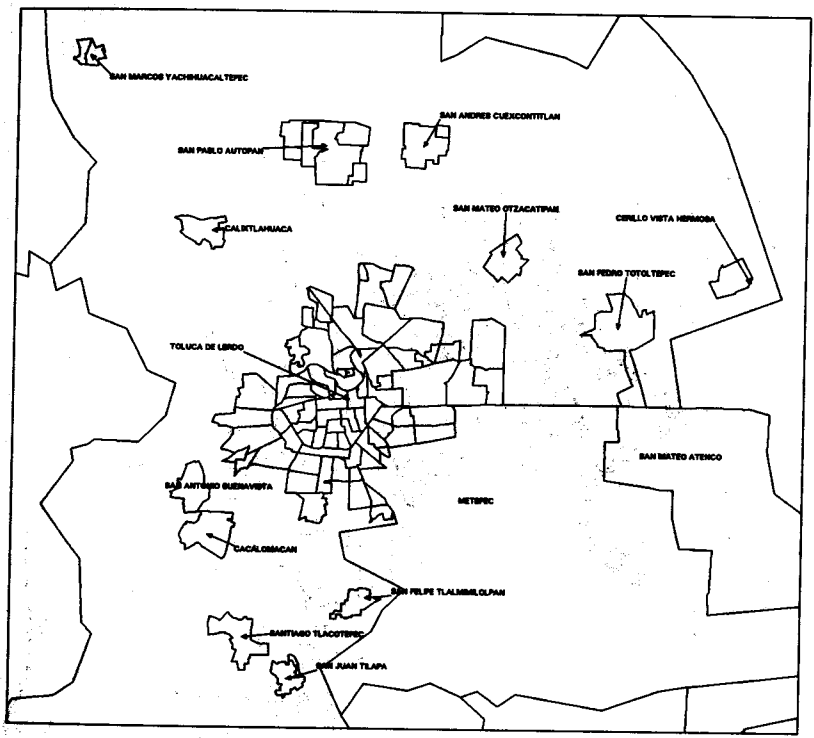 SAN MARCOS YACHIHUACALTEPEC
SAN ANDRES CUEXCONTITLAN
SAN PABLO AUTOPAN
SAN MATEO OTZACATIPAN
CERILLO VISTA HERMOSA
CALIXTLAHUACA
SAN PEDRO TOTOLTEPEC
TOLUCA DE LERDO
SAN MATEO ATENCO
SAN ANTONIO BUENAVISTA
METEPEC
CACALOMACAN
SAN FELIPE TLALMIMILOLPAN
SANTIAGO TLACOTEPEC
SAN JUAN TILAPA